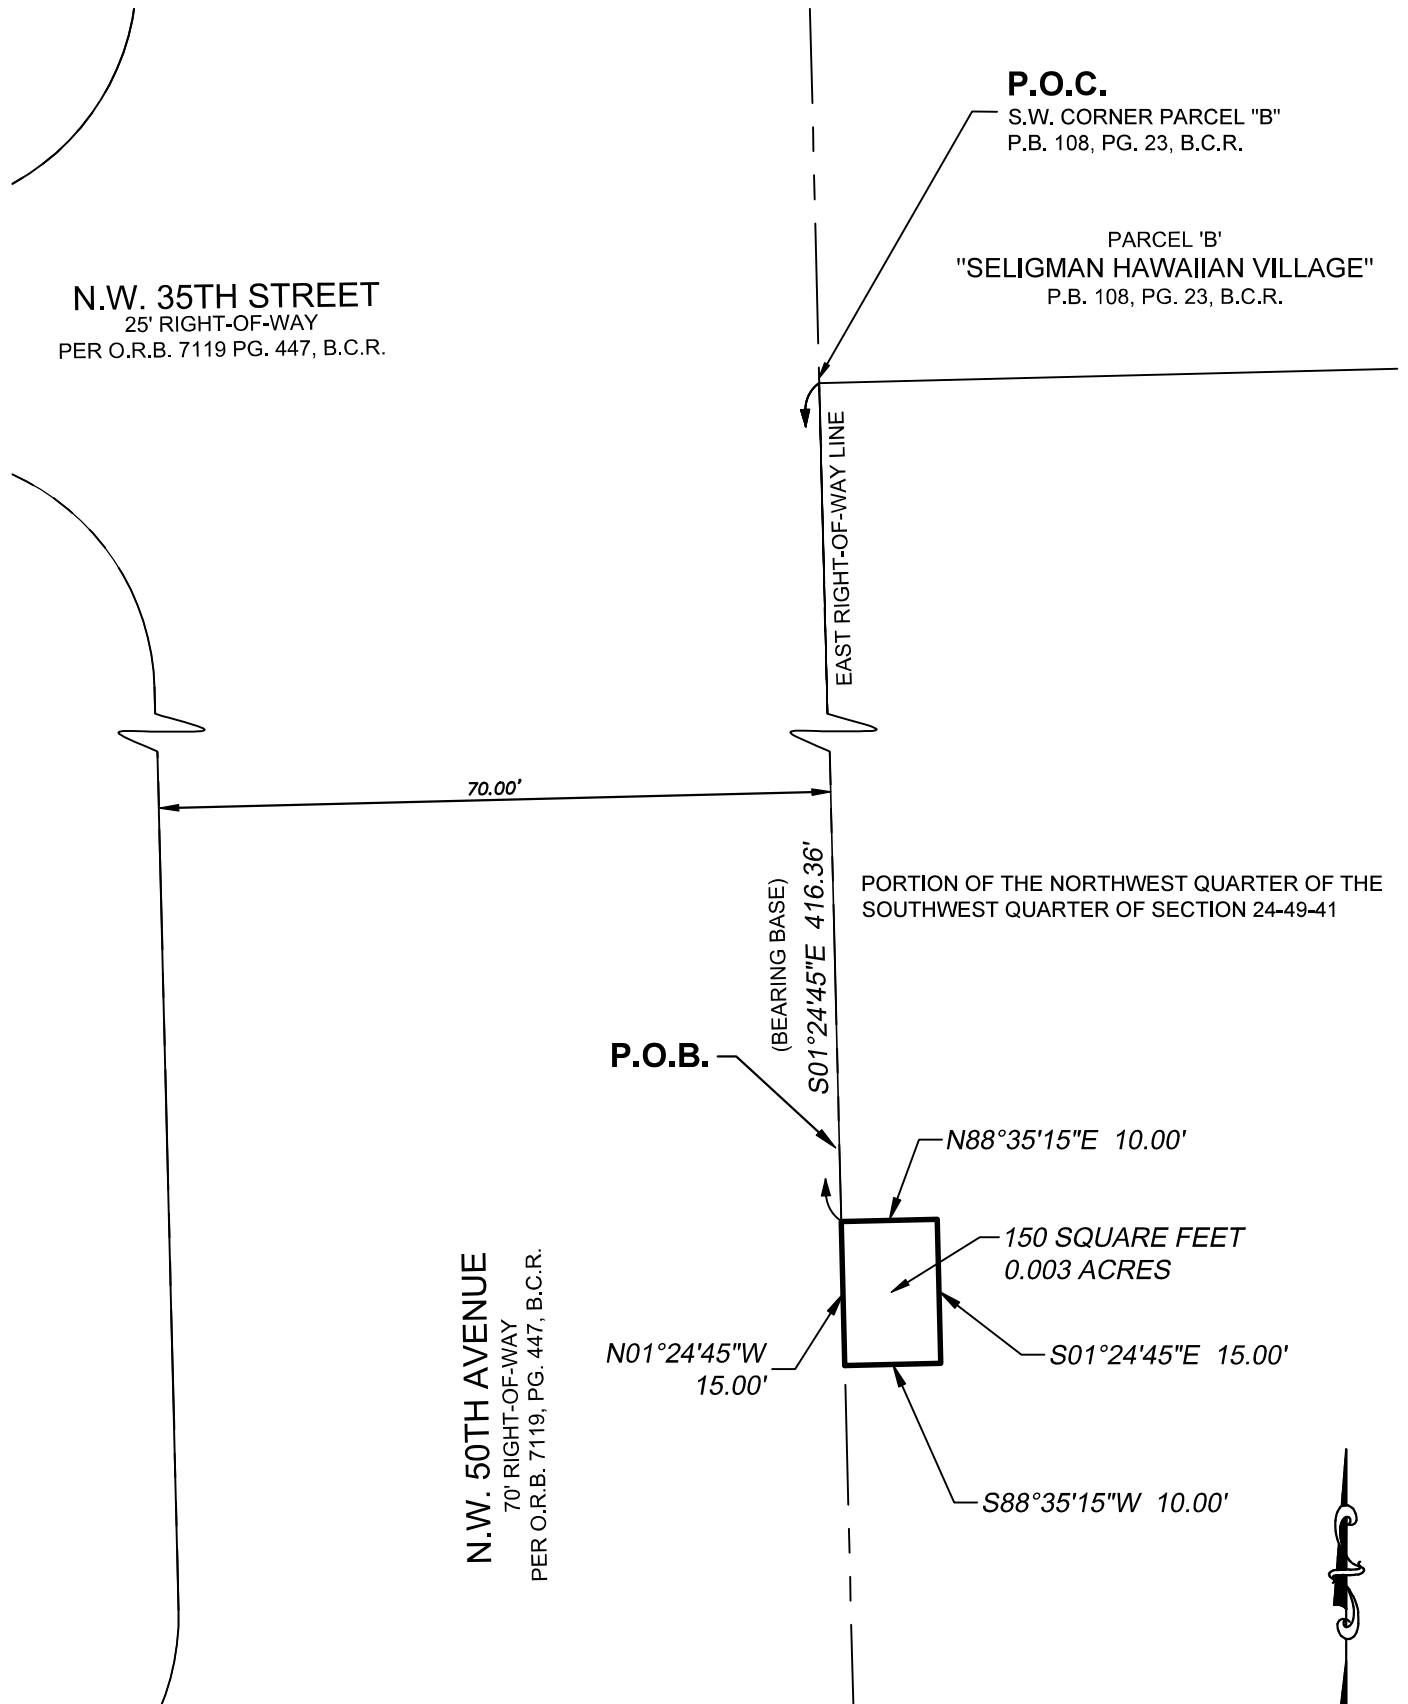 P.O.C.
S.W. CORNER PARCEL "B"
P.B. 108, PG. 23, B.C.R.
PARCEL 'B'
"SELIGMAN HAWAIIAN VILLAGE"
P.B. 108, PG. 23, B.C.R.
N.W. 35TH STREET
25' RIGHT-OF-WAY
PER O.R.B. 7119 PG. 447, B.C.R.
EAST RIGHT-OF-WAY LINE
70.00'
(BEARING BASE)
S01°24'45"E 416.36'
PORTION OF THE NORTHWEST QUARTER OF THE
SOUTHWEST QUARTER OF SECTION 24-49-41
P.O.B.
N88°35'15"E 10.00'
150 SQUARE FEET
0.003 ACRES
N01°24'45"W
15.00'
S01°24'45"E 15.00'
S88°35'15"W 10.00'
N.W. 50TH AVENUE
70' RIGHT-OF-WAY
PER O.R.B. 7119, PG. 447, B.C.R.